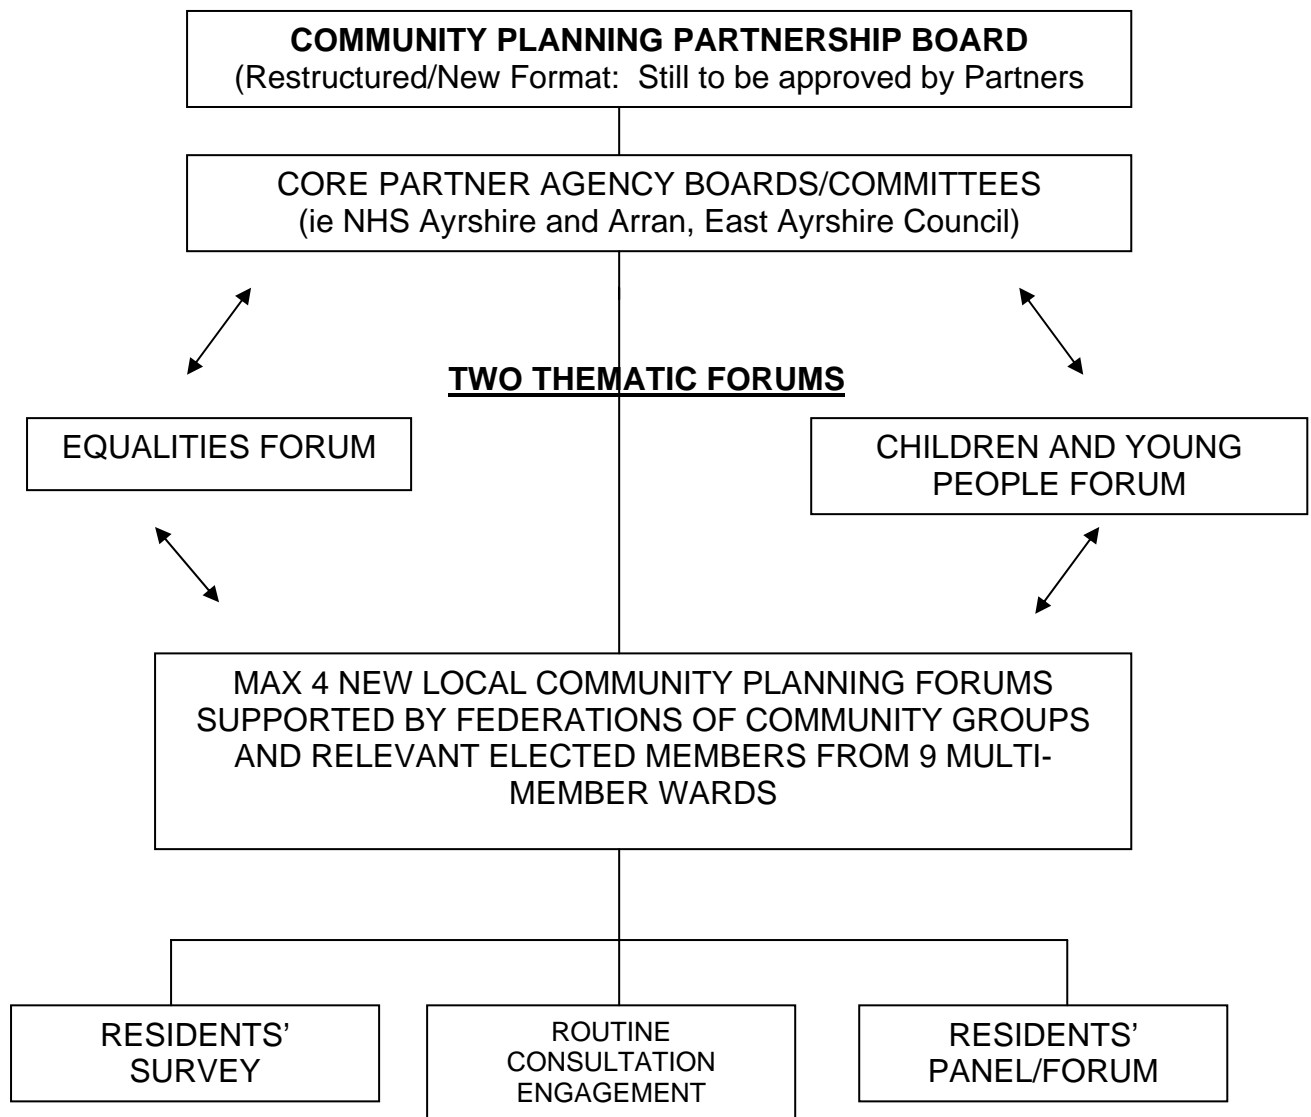 COMMUNITY PLANNING PARTNERSHIP BOARD
(Restructured/New Format:  Still to be approved by Partners
CORE PARTNER AGENCY BOARDS/COMMITTEES
(ie NHS Ayrshire and Arran, East Ayrshire Council)
TWO THEMATIC FORUMS
EQUALITIES FORUM
CHILDREN AND YOUNG
PEOPLE FORUM
MAX 4 NEW LOCAL COMMUNITY PLANNING FORUMS
SUPPORTED BY FEDERATIONS OF COMMUNITY GROUPS
AND RELEVANT ELECTED MEMBERS FROM 9 MULTI-
MEMBER WARDS
RESIDENTS’
SURVEY
ROUTINE
CONSULTATION
ENGAGEMENT
RESIDENTS’
PANEL/FORUM